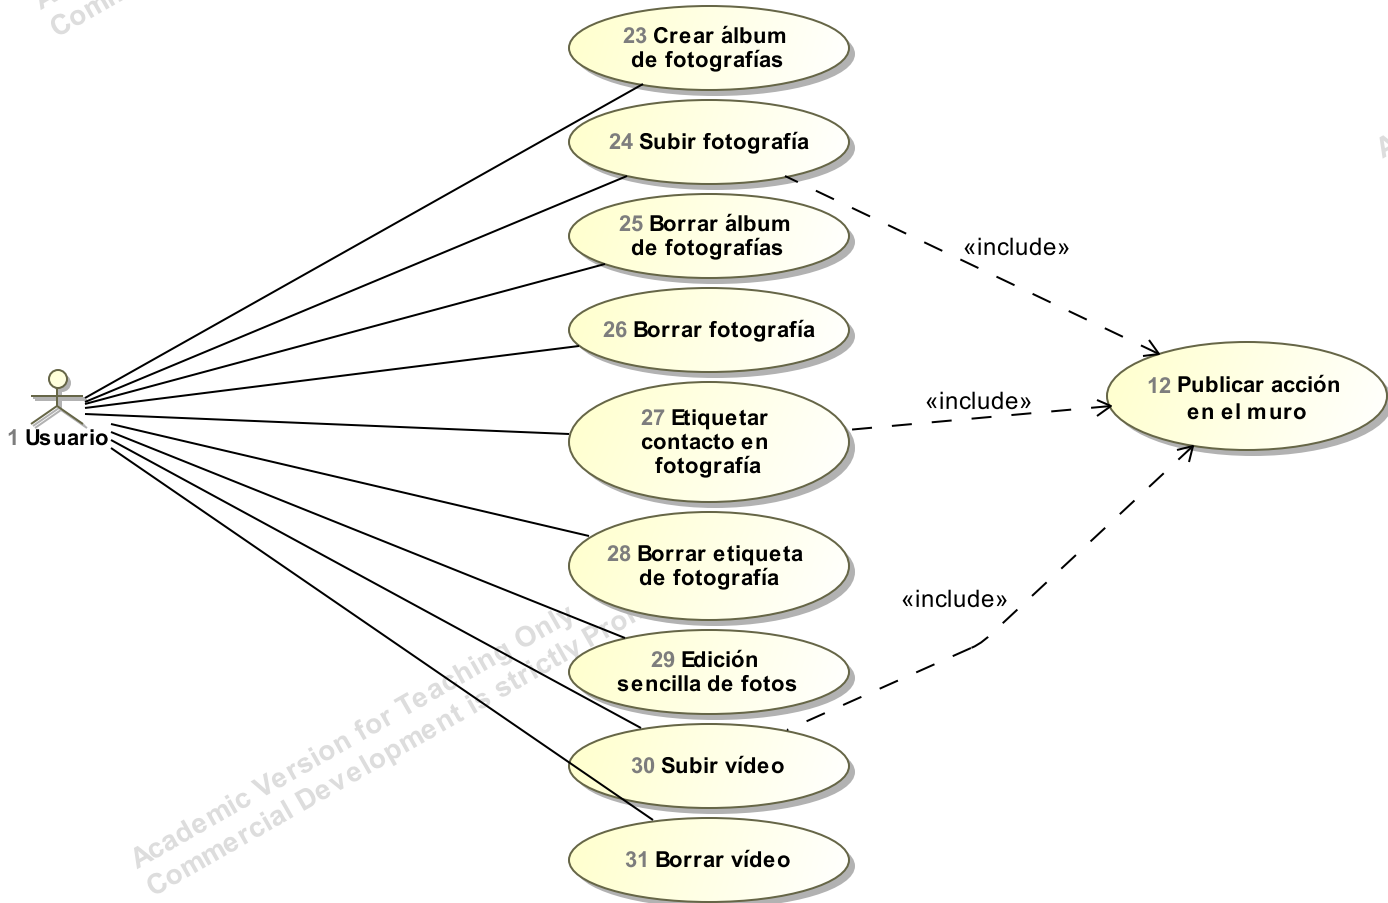 Comm
23 Crear álbum
de fotografías
24 Subir fotografía
25 Borrar álbum
de fotografías
«include»
26 Borrar fotografía
12 Publicar acción
en el muro
«include»
27 Etiquetar
contacto en
fotografía
1 Usuario
28 Borrar etiqueta
de fotografía
«include»
29 Edición
sencilla de fotos
30 Subir vídeo
31 Borrar vídeo
Academic Version for Teaching Only
Commercial Development is strictly Pro